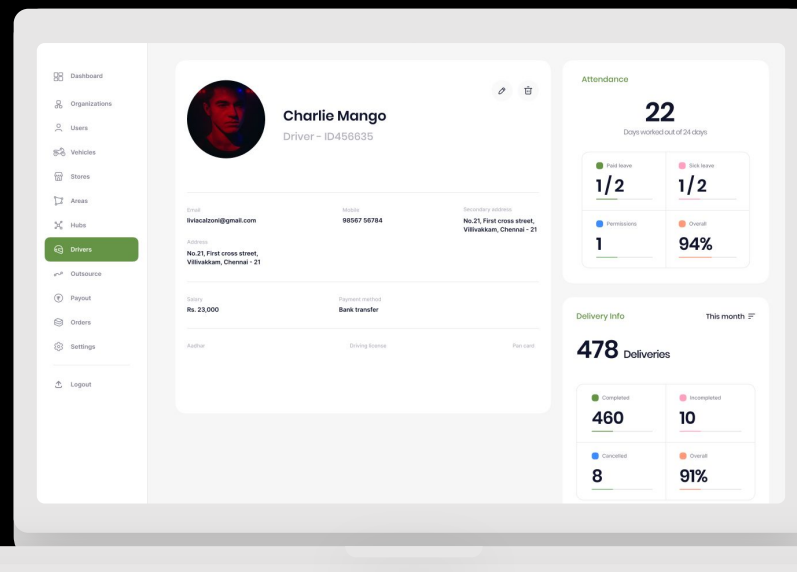 Dashboard
Organizations
Users
Vehicles
Stores
Areas
Hubs
Drivers
Outsource
Payout
Orders
Settings
Logout
Charlie Mango
Driver - ID456635
Email
liviacalzoni@gmail.com
Mobile
98567 56784
Secondary address
No.21, First cross street,
Villivakkam, Chennai - 21
Address
No.21, First cross street,
Villivakkam, Chennai - 21
Salary
Rs. 23,000
Payment method
Bank transfer
Aadhar
Driving license
Pan card
Attendance
22
Days worked out of 24 days
Paid leave
1/2
Sick leave
1/2
Permissions
1
Overall
94%
Delivery Info
This month
478 Deliveries
Completed
460
Incompleted
10
Cancelled
8
Overall
91%